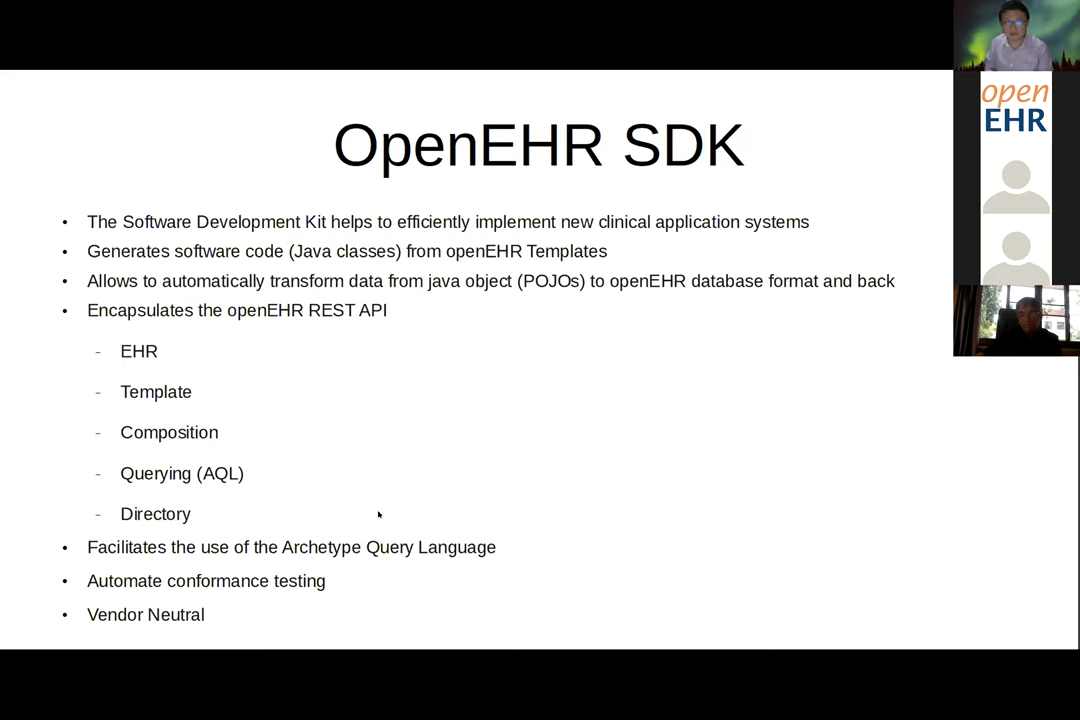 OpenEHR SDK
• The Software Development Kit helps to efficiently implement new clinical application systems
• Generates software code (Java classes) from openEHR Templates
• Allows to automatically transform data from java object (POJOs) to openEHR database format and back
• Encapsulates the openEHR REST API
- EHR
- Template
- Composition
- Querying (AQL)
- Directory
• Facilitates the use of the Archetype Query Language
• Automate conformance testing
• Vendor Neutral
open
EHR